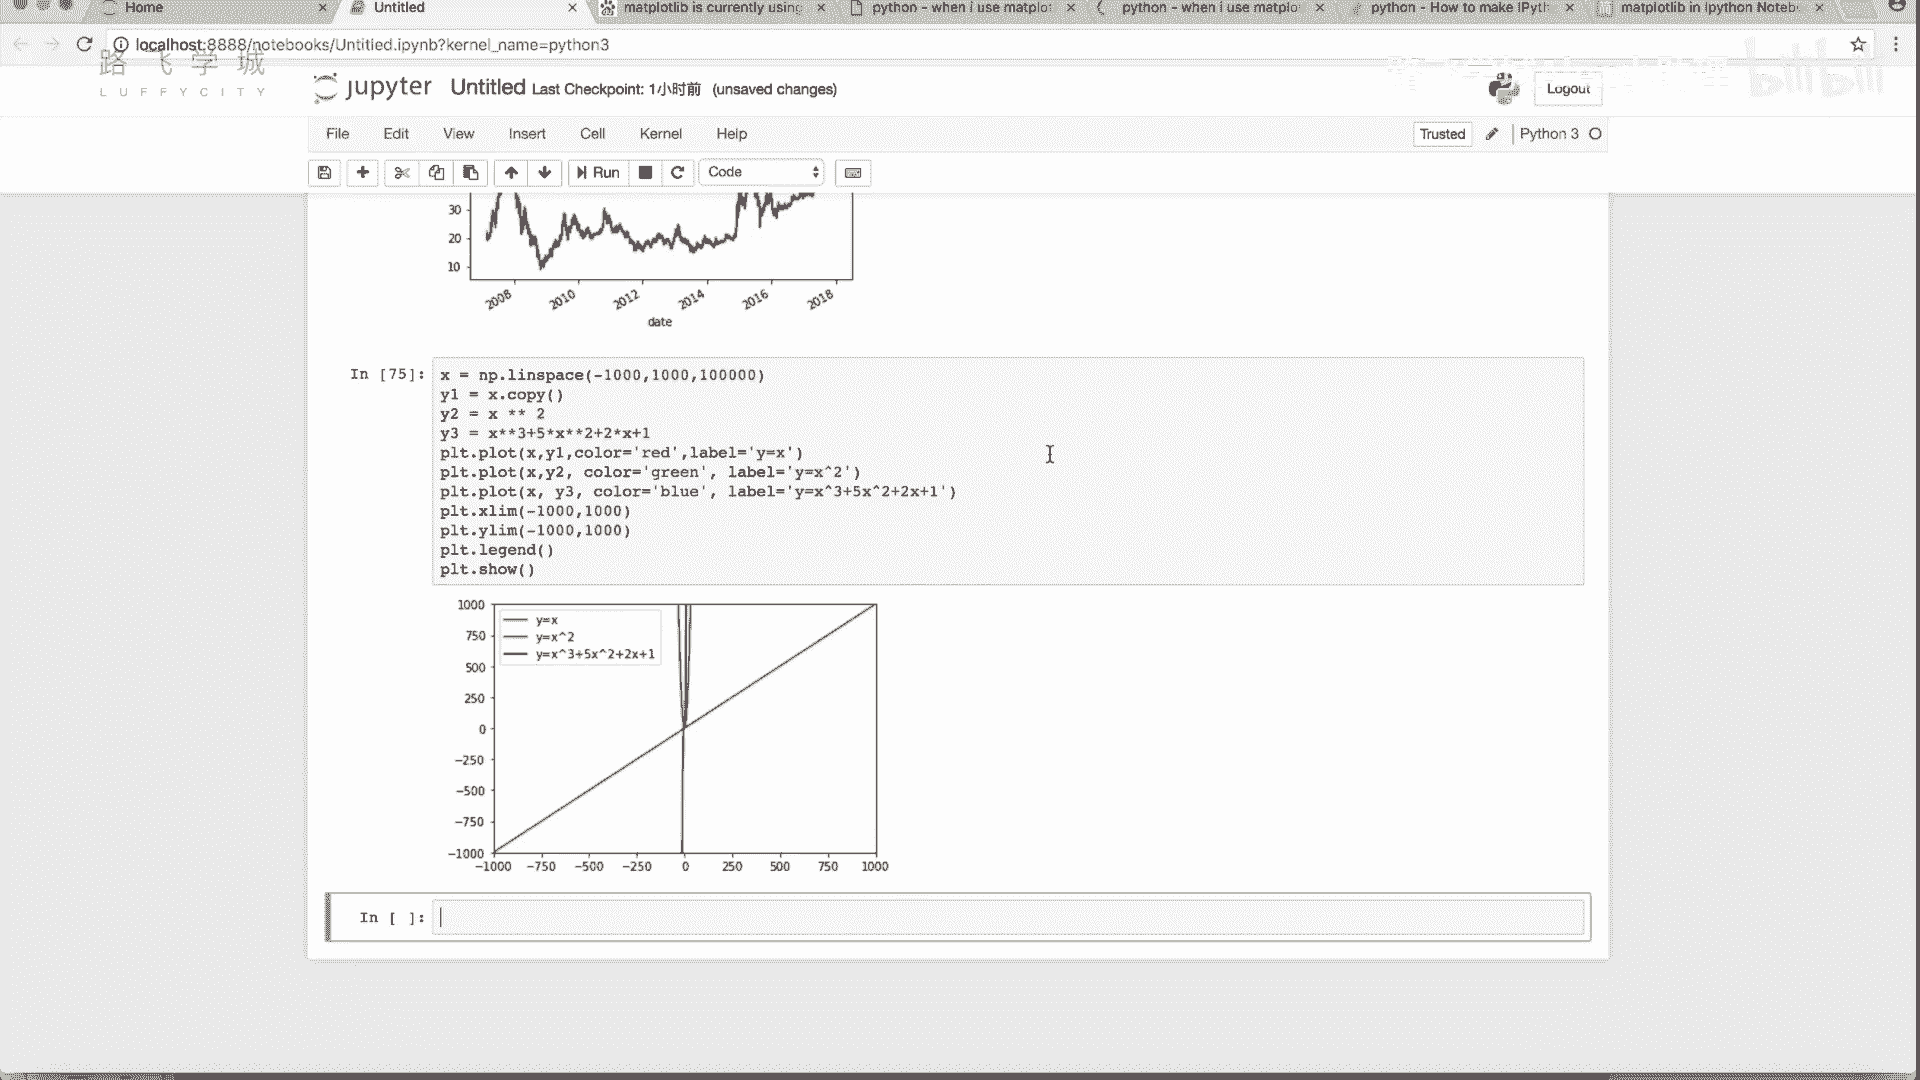 Home
Untitled
matplotlib is currently using
python - when i use matplot
python - when i use matplo
python - How to make IPyth
matplotlib in Ipython Noteb
localhost:8888/notebooks/Untitled.ipynb?kernel_name=python3
路飞学城
LUFFYCITY
bilibili
jupyter Untitled Last Checkpoint: 1小时前 (unsaved changes)
Logout
File Edit View Insert Cell Kernel Help
Trusted
Python 3
Run
Code
30
20
10
2008 2010 2012 2014 2016 2018
date
In [75]:
x = np.linspace(-1000,1000,100000)
y1 = x.copy()
y2 = x ** 2
y3 = x**3+5*x**2+2*x+1
plt.plot(x,y1,color='red',label='y=x')
plt.plot(x,y2, color='green', label='y=x^2')
plt.plot(x, y3, color='blue', label='y=x^3+5x^2+2x+1')
plt.xlim(-1000,1000)
plt.ylim(-1000,1000)
plt.legend()
plt.show()
y=x
y=x^2
y=x^3+5x^2+2x+1
1000
750
500
250
0
−250
−500
−750
−1000
−1000 −750 −500 −250 0 250 500 750 1000
In [ ]: